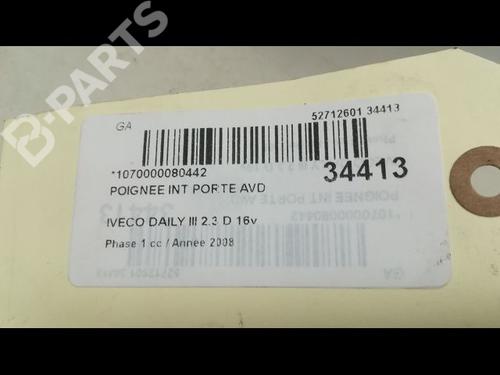 B-PARTS
GA
52712601 34413
*1070000080442
34413
POIGNEE INT PORTE AVD
IVECO DAILY III 2.3 D 16v
Phase 1 cc / Année 2008